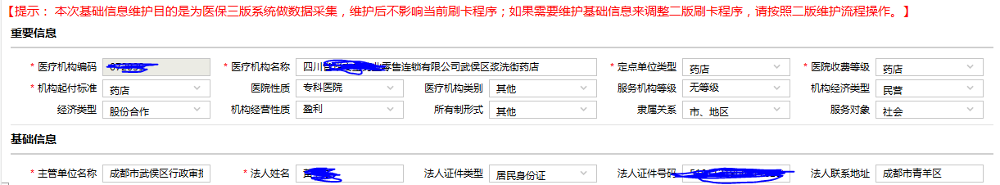 【提示： 本次基础信息维护目的是为医保三版系统做数据采集，维护后不影响当前刷卡程序；如果需要维护基础信息来调整二版刷卡程序，请按照二版维护流程操作。】
重要信息
* 医疗机构编码 * 医疗机构名称 四川 零售连锁有限公司武侯区浆洗街药店 * 定点单位类型 药店 * 医院收费等级 药店
* 机构起付标准 药店 医院性质 专科医院 医疗机构类别 其他 服务机构等级 无等级 机构经济类型 民营
经济类型 股份合作 机构经营性质 盈利 所有制形式 其他 隶属关系 市、地区 服务对象 社会
基础信息
* 主管单位名称 成都市武侯区行政审批 * 法人姓名 法人证件类型 居民身份证 法人证件号码 法人联系地址 成都市青羊区